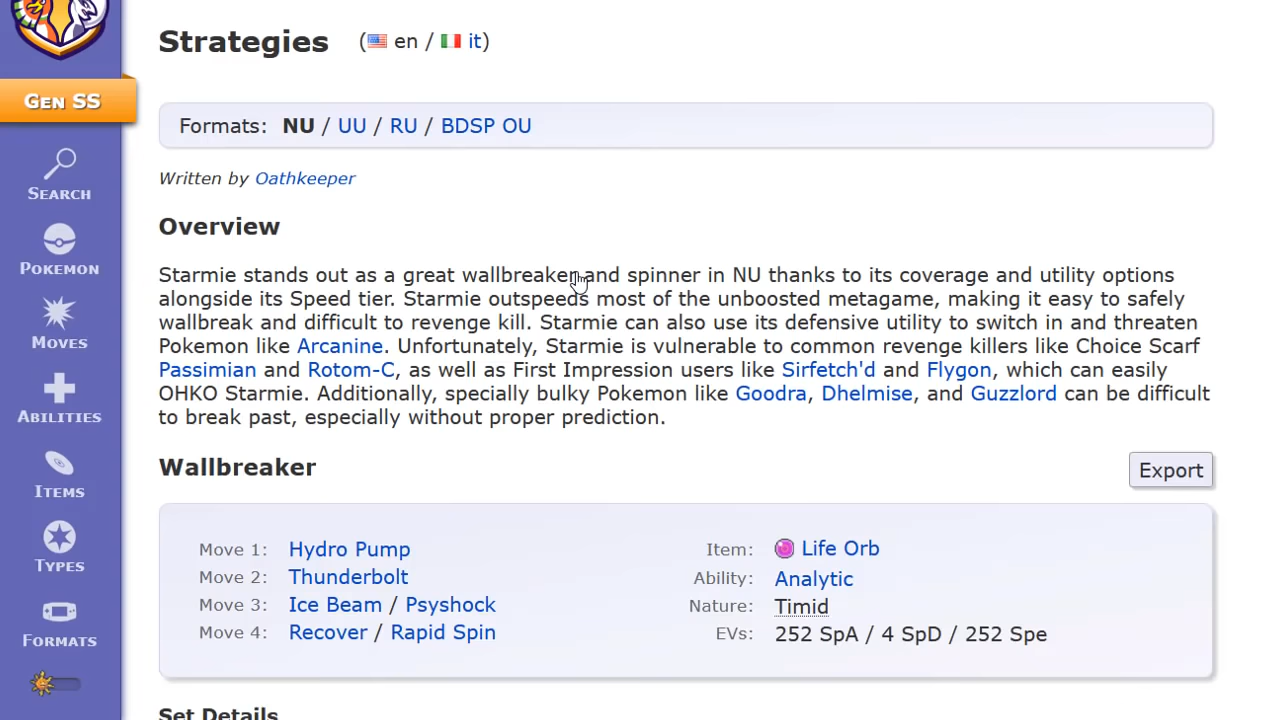 Strategies (en / it)
GEN SS
Formats: NU / UU / RU / BDSP OU
SEARCH
Written by Oathkeeper
POKEMON
Overview
Starmie stands out as a great wallbreaker and spinner in NU thanks to its coverage and utility options
alongside its Speed tier. Starmie outspeeds most of the unboosted metagame, making it easy to safely
wallbreak and difficult to revenge kill. Starmie can also use its defensive utility to switch in and threaten
Pokemon like Arcanine. Unfortunately, Starmie is vulnerable to common revenge killers like Choice Scarf
Passimian and Rotom-C, as well as First Impression users like Sirfetch'd and Flygon, which can easily
OHKO Starmie. Additionally, specially bulky Pokemon like Goodra, Dhelmise, and Guzzlord can be difficult
to break past, especially without proper prediction.
MOVES
ABILITIES
Wallbreaker
Export
ITEMS
Move 1: Hydro Pump
Move 2: Thunderbolt
Move 3: Ice Beam / Psyshock
Move 4: Recover / Rapid Spin
Item: Life Orb
Ability: Analytic
Nature: Timid
EVs: 252 SpA / 4 SpD / 252 Spe
TYPES
FORMATS
Set Details